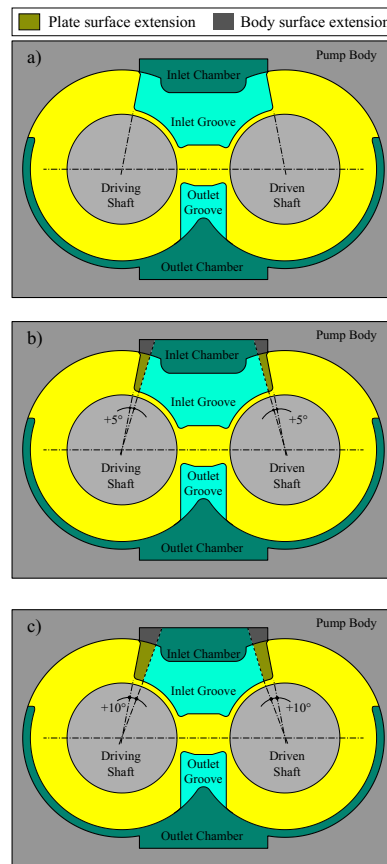 Plate surface extension Body surface extension
a)
Pump Body
Inlet Chamber
Inlet Groove
Driving
Shaft
Outlet
Groove
Driven
Shaft
Outlet Chamber
b)
Pump Body
Inlet Chamber
Inlet Groove
+5°
+5°
Driving
Shaft
Outlet
Groove
Driven
Shaft
Outlet Chamber
c)
Pump Body
Inlet Chamber
Inlet Groove
+10°
+10°
Driving
Shaft
Outlet
Groove
Driven
Shaft
Outlet Chamber